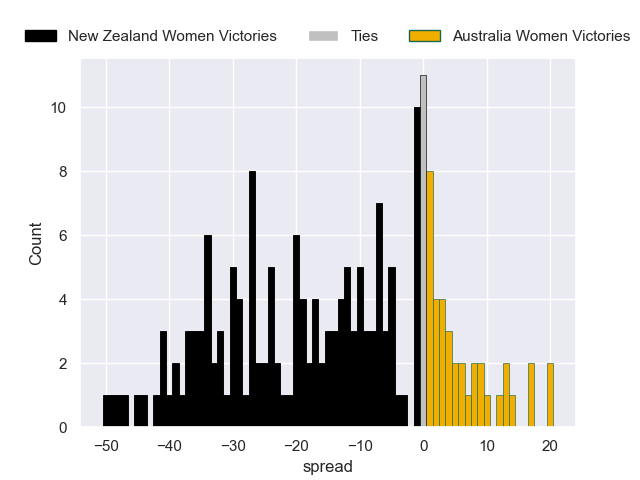 New Zealand Women Victories Ties Australia Women Victories
10
8
6
4
2
0
Count
−50 −40 −30 −20 −10 0 10 20
spread